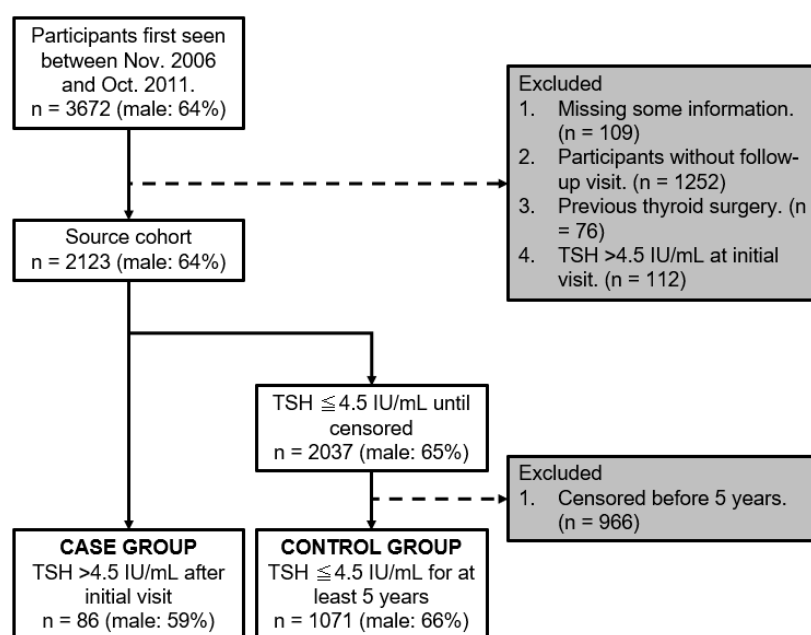 Participants first seen
between Nov. 2006
and Oct. 2011.
n = 3672 (male: 64%)
Excluded
1. Missing some information.
(n = 109)
2. Participants without follow-
up visit. (n = 1252)
3. Previous thyroid surgery. (n
= 76)
4. TSH >4.5 IU/mL at initial
visit. (n = 112)
Source cohort
n = 2123 (male: 64%)
TSH ≦4.5 IU/mL until
censored
n = 2037 (male: 65%)
Excluded
1. Censored before 5 years.
(n = 966)
CASE GROUP
TSH >4.5 IU/mL after
initial visit
n = 86 (male: 59%)
CONTROL GROUP
TSH ≦4.5 IU/mL for at
least 5 years
n = 1071 (male: 66%)